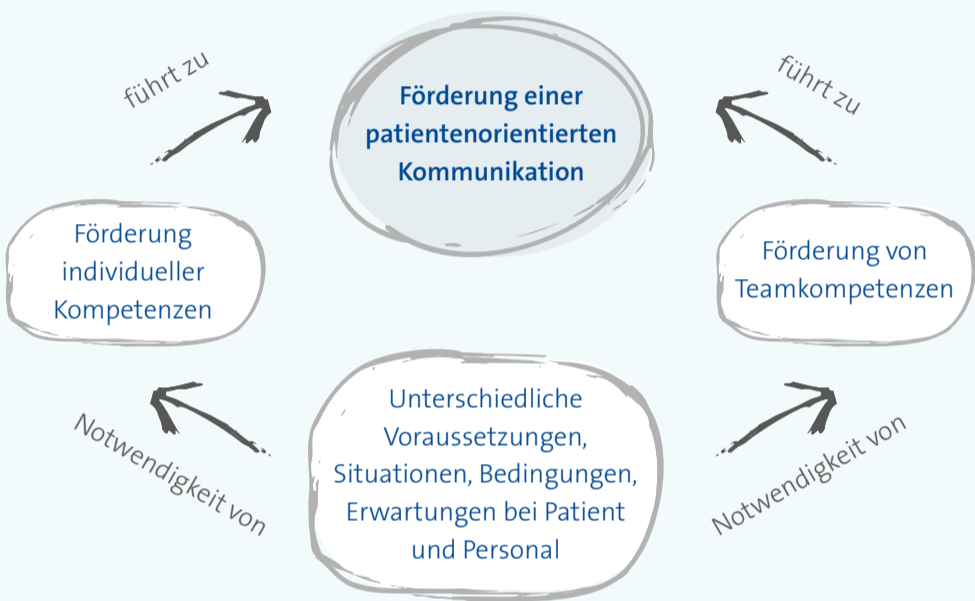 führt zu
Förderung einer
patientenorientierten
Kommunikation
führt zu
Förderung
individueller
Kompetenzen
Förderung von
Teamkompetenzen
Notwendigkeit von
Unterschiedliche
Voraussetzungen,
Situationen, Bedingungen,
Erwartungen bei Patient
und Personal
Notwendigkeit von